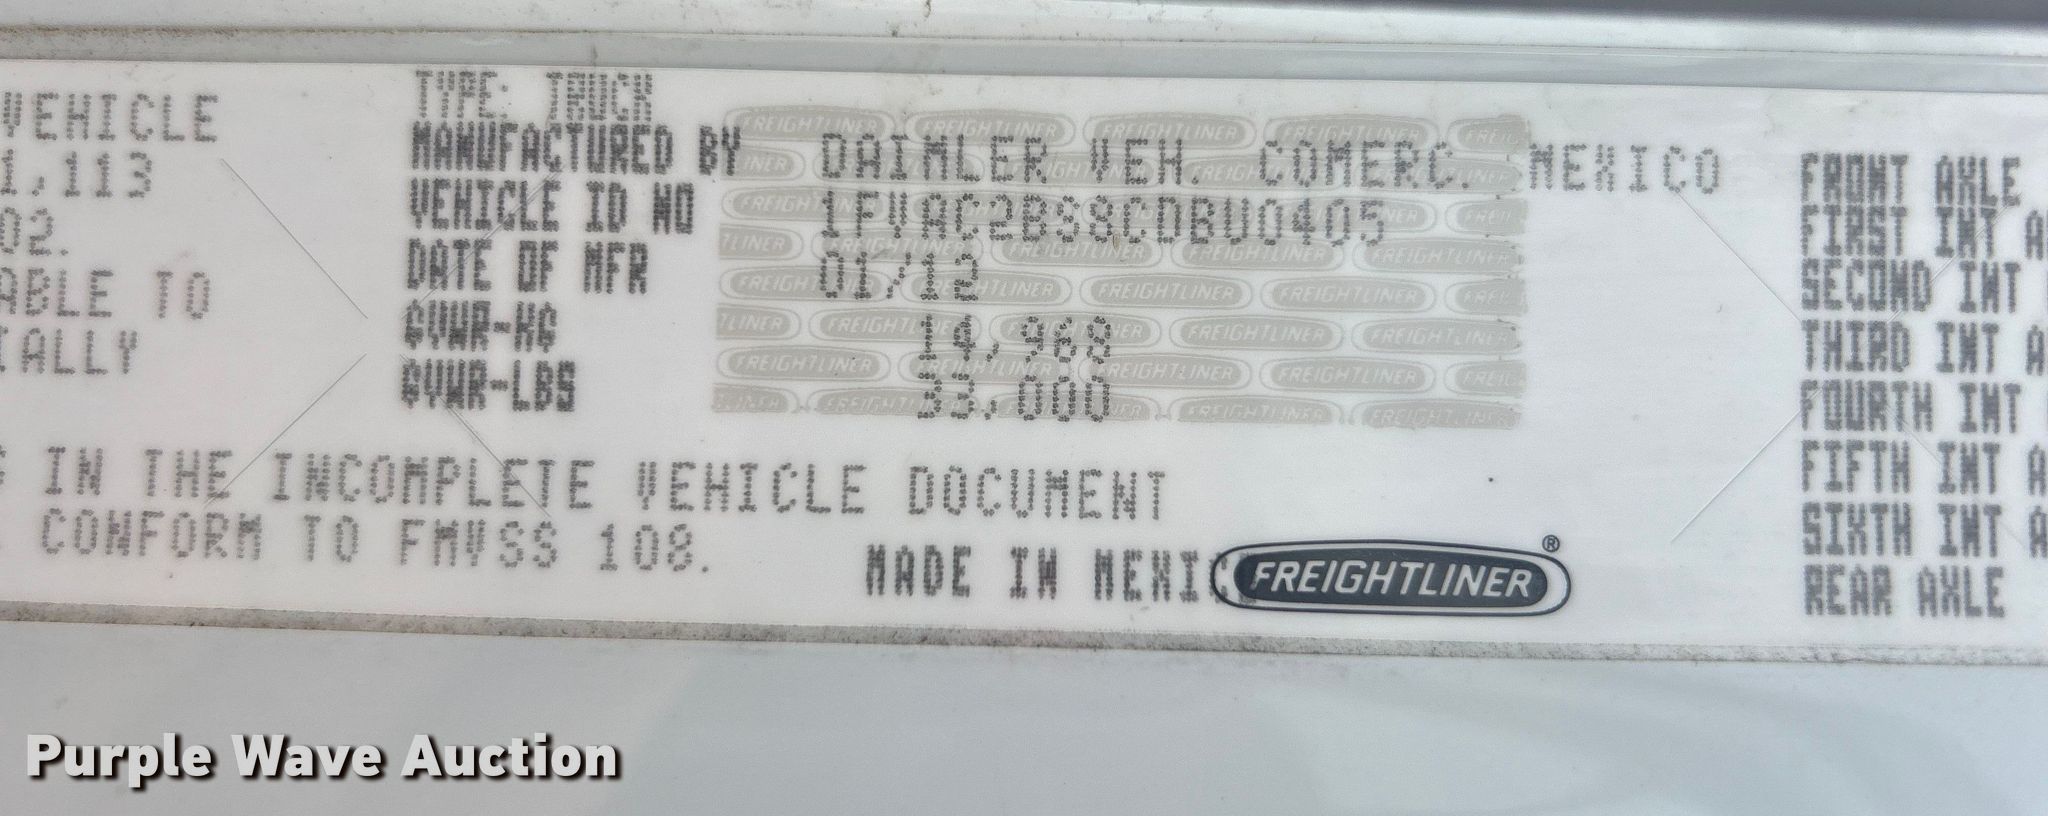 VEHICLE
1,113
02.
ABLE TO
IALLY
TYPE: TRUCK
MANUFACTURED BY DAIMLER VEH. COMERC. MEXICO
VEHICLE ID NO 1FVAC2BS8CDBU0405
DATE OF MFR 01/12
GVWR-KG 14,968
GVWR-LBS 33,000
IN THE INCOMPLETE VEHICLE DOCUMENT
CONFORM TO FMVSS 108.
MADE IN MEXICO
FREIGHTLINER®
FRONT AXLE
FIRST INT A
SECOND INT
THIRD INT A
FOURTH INT
FIFTH INT A
SIXTH INT A
REAR AXLE
Purple Wave Auction